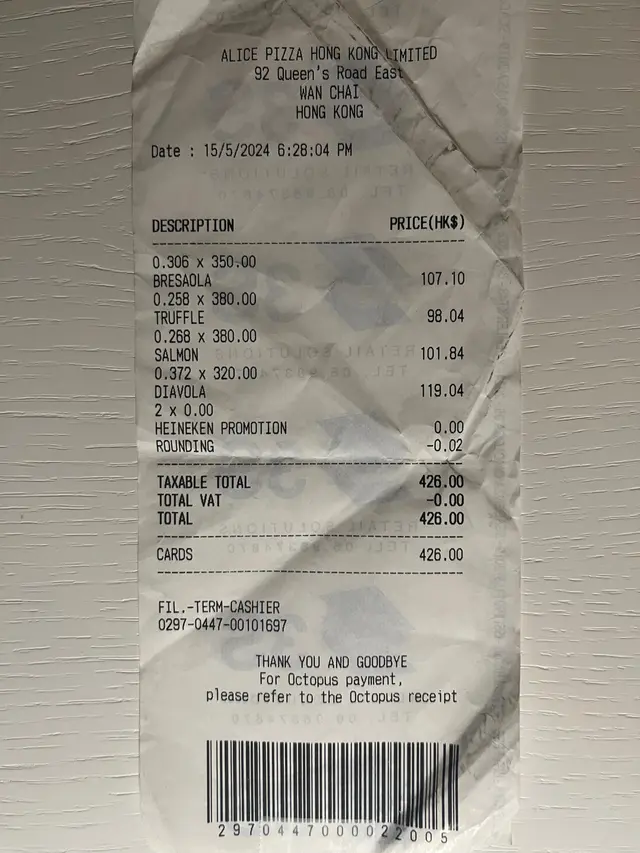 ALICE PIZZA HONG KONG LIMITED
92 Queen's Road East
WAN CHAI
HONG KONG
Date : 15/5/2024 6:28:04 PM
DESCRIPTION PRICE(HK$)
0.306 x 350.00
BRESAOLA 107.10
0.258 x 380.00
TRUFFLE 98.04
0.268 x 380.00
SALMON 101.84
0.372 x 320.00
DIAVOLA 119.04
2 x 0.00
HEINEKEN PROMOTION 0.00
ROUNDING -0.02
TAXABLE TOTAL 426.00
TOTAL VAT -0.00
TOTAL 426.00
CARDS 426.00
FIL.-TERM-CASHIER
0297-0447-00101697
THANK YOU AND GOODBYE
For Octopus payment,
please refer to the Octopus receipt
2970447000022005